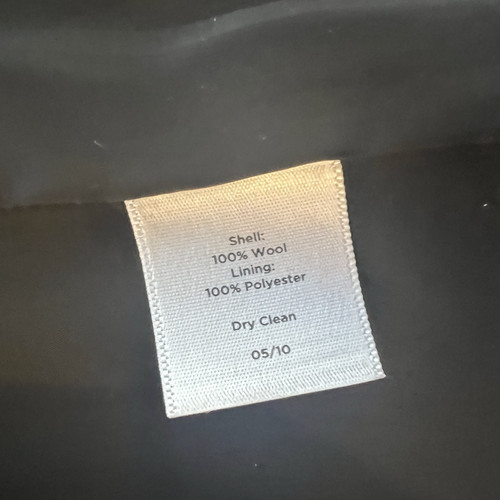 Shell:
100% Wool
Lining:
100% Polyester
Dry Clean
05/10